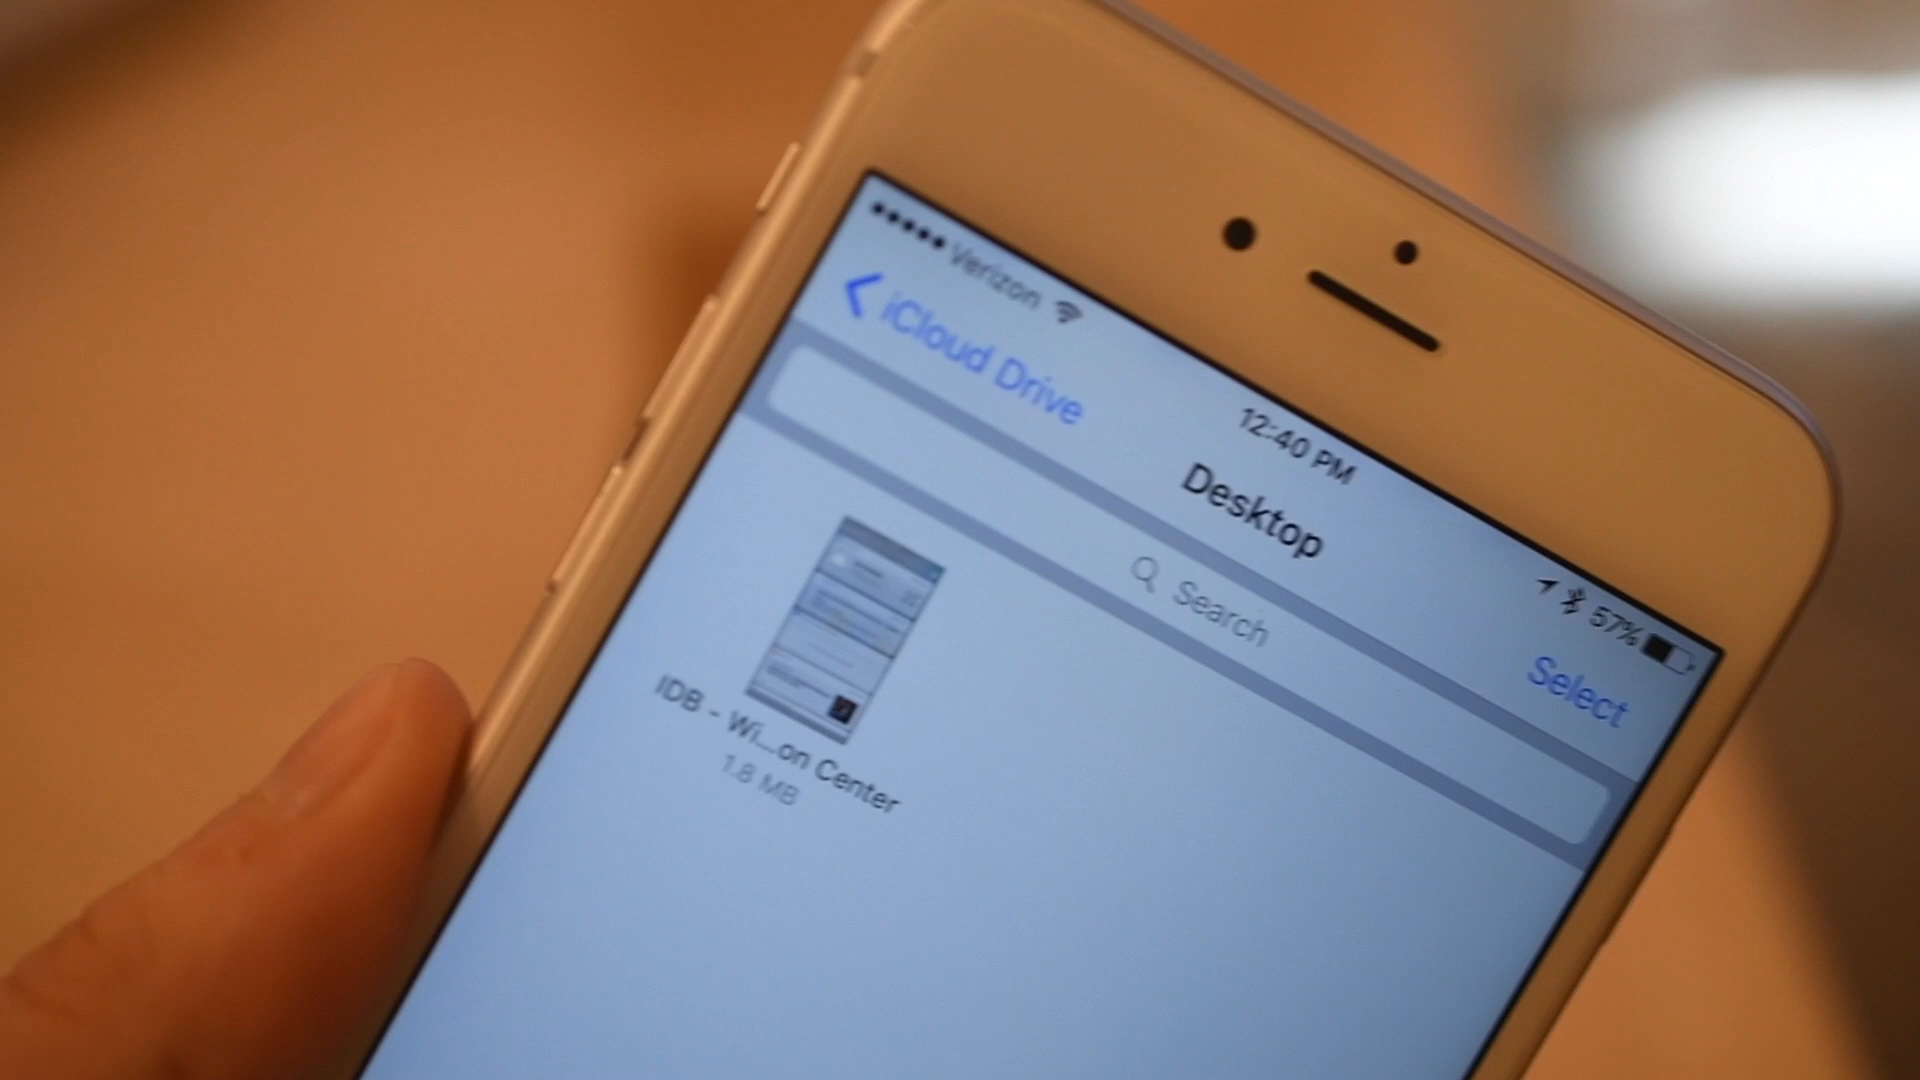 Verizon 12:40 PM 57%
iCloud Drive Desktop Select
Search
IDB - Wi...on Center
1.8 MB